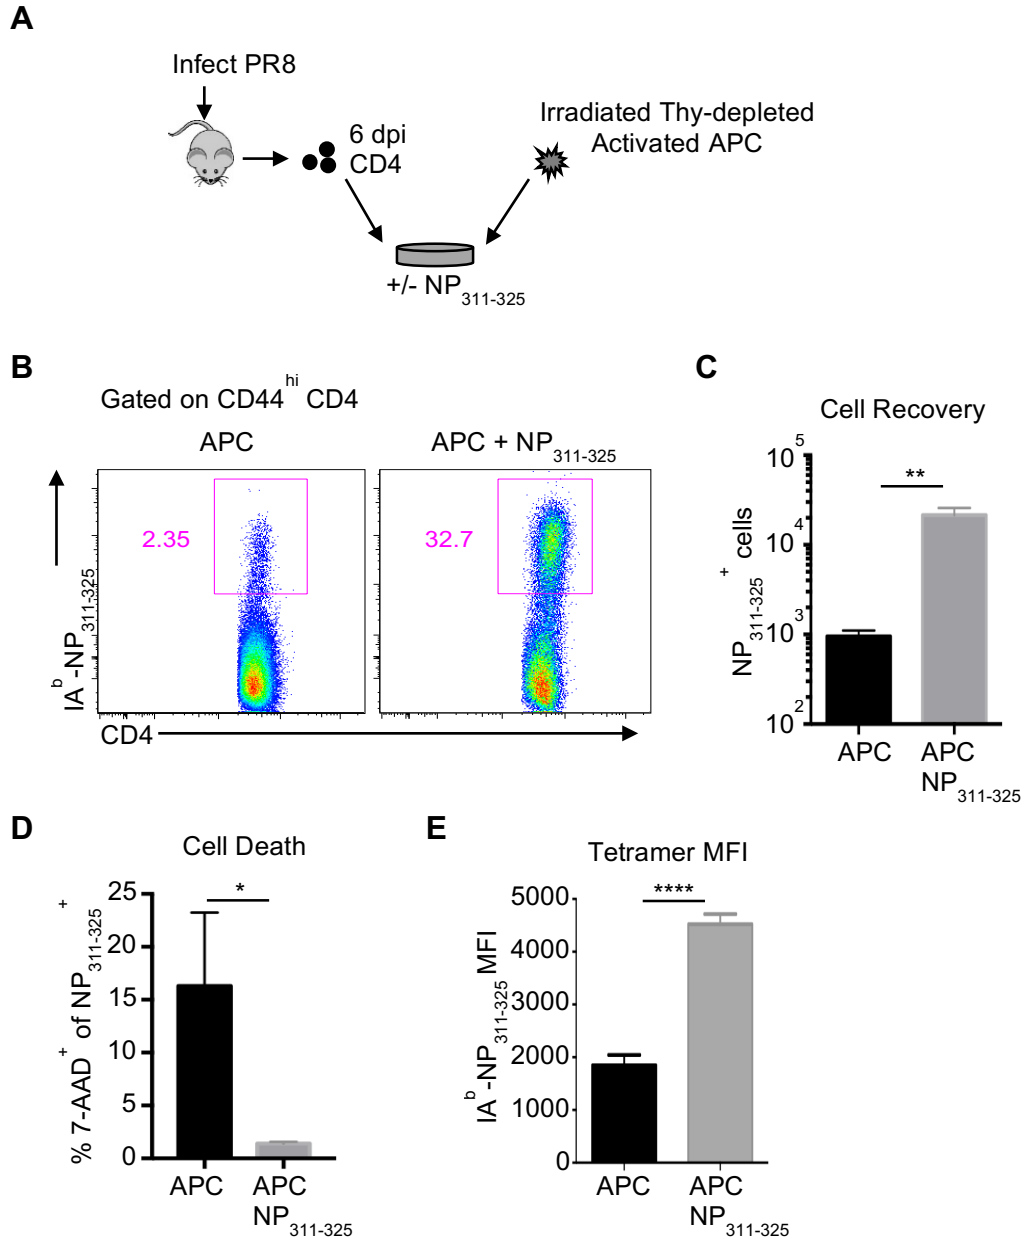 A
Infect PR8
6 dpi
CD4
Irradiated Thy-depleted
Activated APC
+/- NP311-325
B
Gated on CD44hi CD4
APC
APC + NP311-325
2.35
32.7
IAb-NP311-325
CD4
C
Cell Recovery
10^5
10^4
10^3
10^2
NP311-325+ cells
**
APC
APC
NP311-325
D
Cell Death
25
20
15
10
5
0
% 7-AAD+ of NP311-325+
*
APC
APC
NP311-325
E
Tetramer MFI
5000
4000
3000
2000
1000
0
IAb-NP311-325 MFI
****
APC
APC
NP311-325